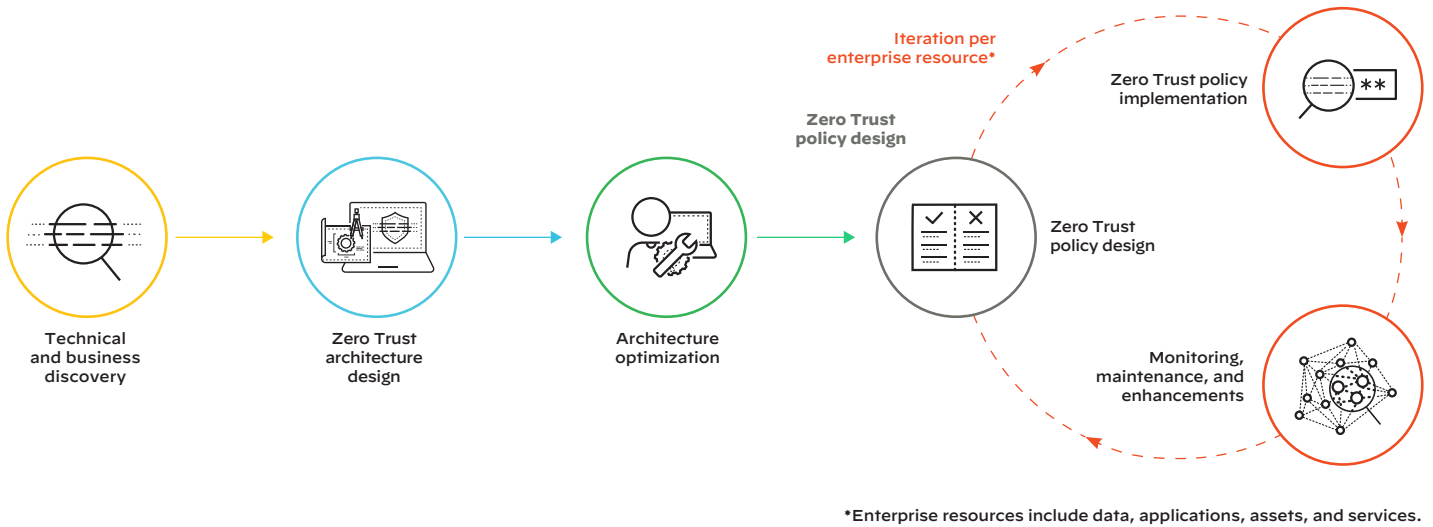 Iteration per
enterprise resource*
Zero Trust policy
implementation
**
Zero Trust
policy design
Zero Trust
policy design
Technical
and business
discovery
Zero Trust
architecture
design
Architecture
optimization
Monitoring,
maintenance, and
enhancements
*Enterprise resources include data, applications, assets, and services.